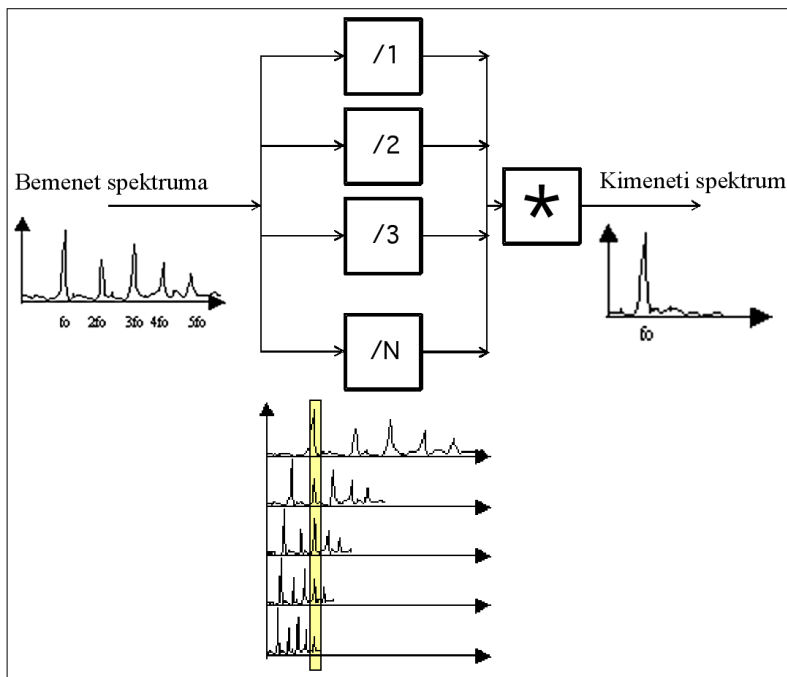 /1
/2
Bemenet spektruma
Kimeneti spektrum
*
/3
fo 2fo 3fo 4fo 5fo
/N
fo